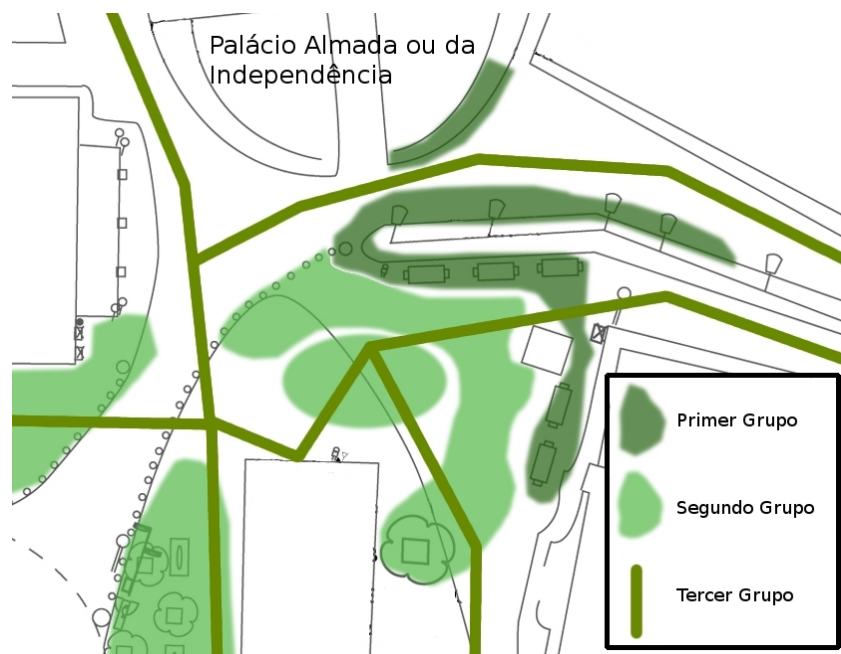 Palácio Almada ou da
Independência
Primer Grupo
Segundo Grupo
Tercer Grupo